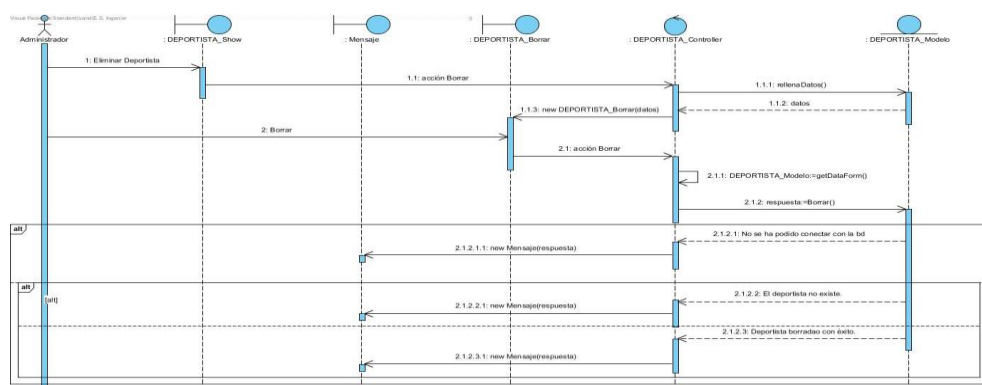 Visual Paradigm Standard(Juana(E. S. Ingenier
Administrador
: DEPORTISTA_Show
: Mensaje
: DEPORTISTA_Borrar
: DEPORTISTA_Controller
: DEPORTISTA_Modelo
1: Eliminar Deportista
1.1: acción Borrar
1.1.1: rellenaDatos()
1.1.2: datos
1.1.3: new DEPORTISTA_Borrar(datos)
2: Borrar
2.1: acción Borrar
2.1.1: DEPORTISTA_Modelo:=getDataForm()
2.1.2: respuesta:=Borrar()
alt
2.1.2.1: No se ha podido conectar con la bd
2.1.2.1.1: new Mensaje(respuesta)
alt
[alt]
2.1.2.2: El deportista no existe.
2.1.2.2.1: new Mensaje(respuesta)
2.1.2.3: Deportista borradao con éxito.
2.1.2.3.1: new Mensaje(respuesta)